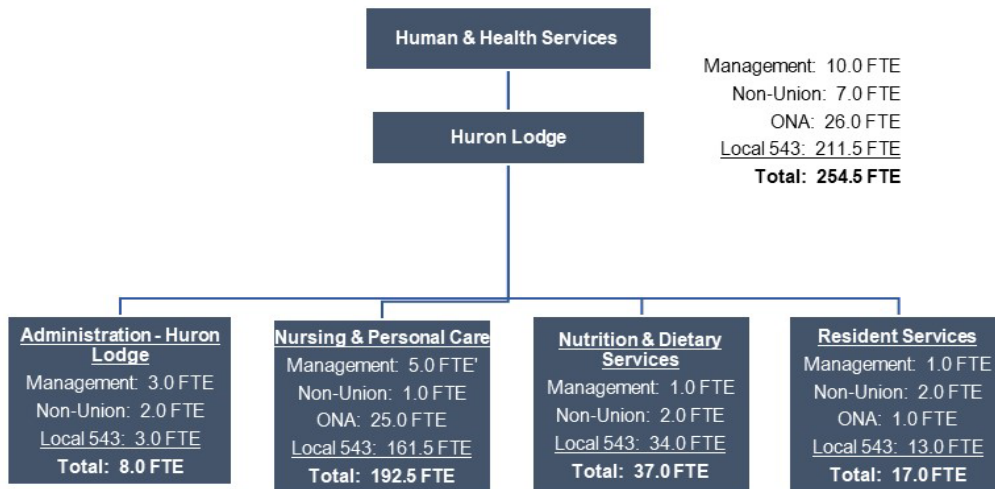 Human & Health Services
Management: 10.0 FTE
Non-Union: 7.0 FTE
ONA: 26.0 FTE
Local 543: 211.5 FTE
Total: 254.5 FTE
Huron Lodge
Administration - Huron
Lodge
Management: 3.0 FTE
Non-Union: 2.0 FTE
Local 543: 3.0 FTE
Total: 8.0 FTE
Nursing & Personal Care
Management: 5.0 FTE'
Non-Union: 1.0 FTE
ONA: 25.0 FTE
Local 543: 161.5 FTE
Total: 192.5 FTE
Nutrition & Dietary
Services
Management: 1.0 FTE
Non-Union: 2.0 FTE
Local 543: 34.0 FTE
Total: 37.0 FTE
Resident Services
Management: 1.0 FTE
Non-Union: 2.0 FTE
ONA: 1.0 FTE
Local 543: 13.0 FTE
Total: 17.0 FTE